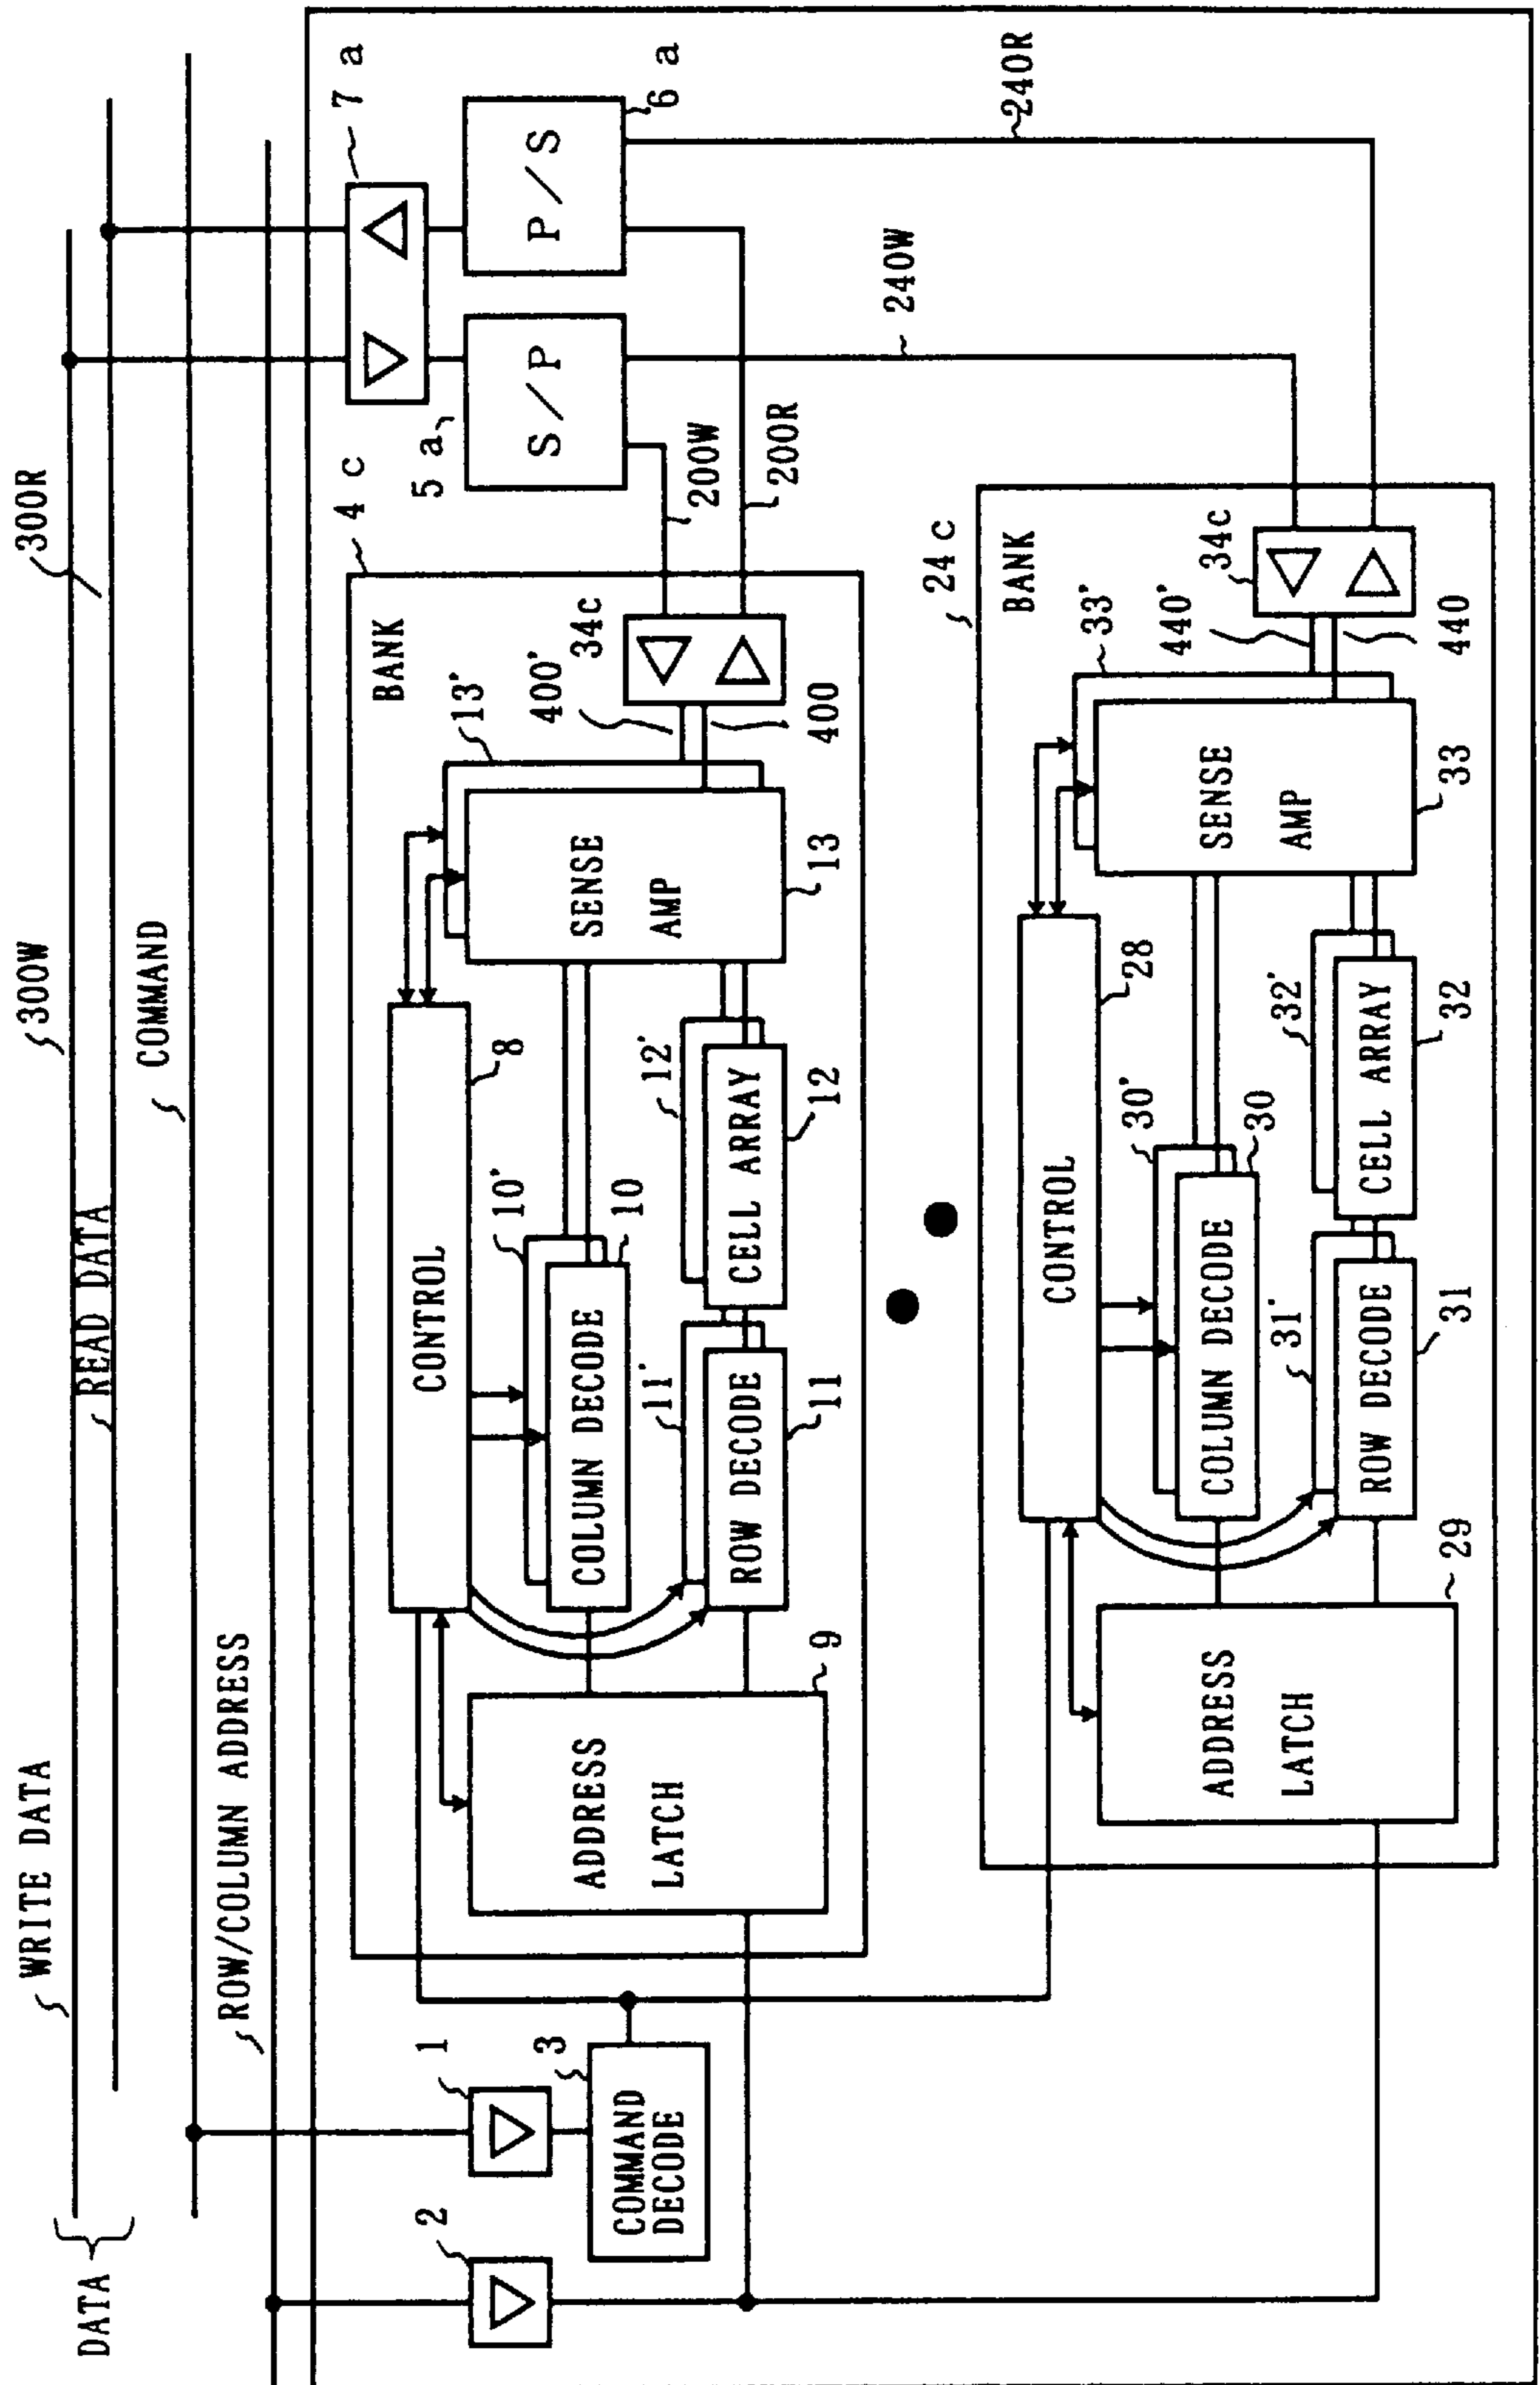 DATA
WRITE DATA
300W
300R
READ DATA
COMMAND
ROW/COLUMN ADDRESS
2
1
3
COMMAND
DECODE
4c
BANK
CONTROL
8
ADDRESS
LATCH
9
10'
COLUMN DECODE
10
11'
ROW DECODE
11
12'
CELL ARRAY
12
13'
SENSE
AMP
13
400'
400
34c
5a
S/P
7a
P/S
6a
200W
200R
240W
240R
24c
BANK
CONTROL
28
ADDRESS
LATCH
29
30'
COLUMN DECODE
30
31'
ROW DECODE
31
32'
CELL ARRAY
32
33'
SENSE
AMP
33
440'
440
34c